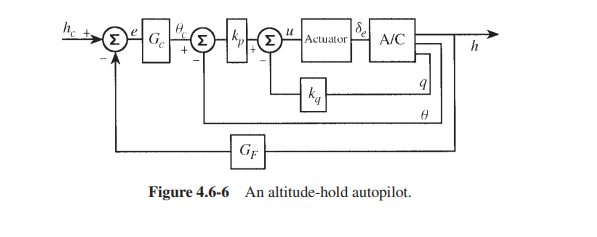 h_c + Σ e G_c θ_c + Σ k_p + Σ u Actuator δ_e A/C h
− − −
k_q q
θ
G_F
Figure 4.6-6 An altitude-hold autopilot.